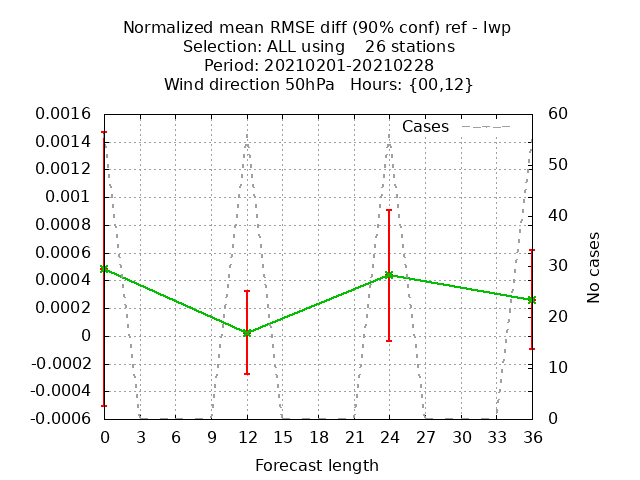 Normalized mean RMSE diff (90% conf) ref - lwp
Selection: ALL using    26 stations
Period: 20210201-20210228
Wind direction 50hPa   Hours: {00,12}
Cases
0.0016
0.0014
0.0012
0.001
0.0008
0.0006
0.0004
0.0002
0
-0.0002
-0.0004
-0.0006
60
50
40
30
20
10
0
No cases
0 3 6 9 12 15 18 21 24 27 30 33 36
Forecast length